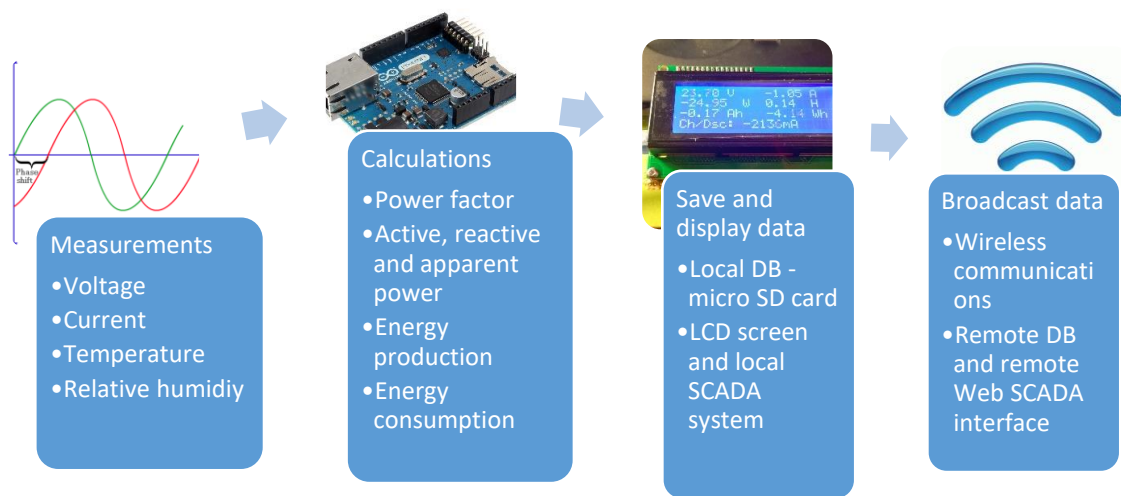 Phase
shift
Measurements
•Voltage
•Current
•Temperature
•Relative humidiy
Calculations
•Power factor
•Active, reactive
and apparent
power
•Energy
production
•Energy
consumption
23.70 V -1.05 A
-24.95 W 0.14 H
-0.17 Ah -4.14 Wh
Ch/Dsc: -2136mA
Save and
display data
•Local DB -
micro SD card
•LCD screen
and local
SCADA
system
Broadcast data
•Wireless
communicati
ons
•Remote DB
and remote
Web SCADA
interface